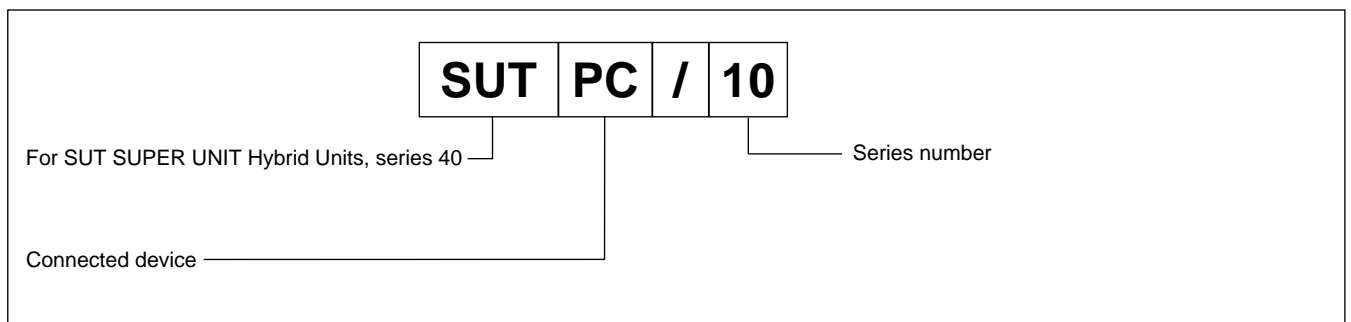 SUT PC / 10
For SUT SUPER UNIT Hybrid Units, series 40
Series number
Connected device